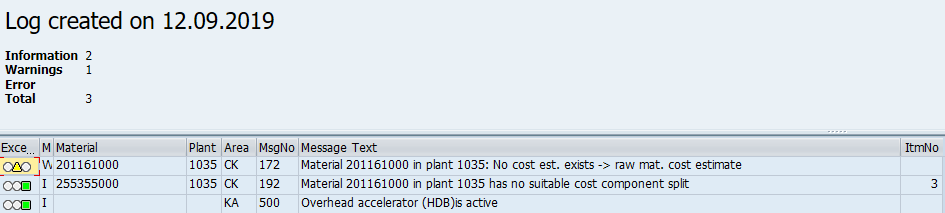 Log created on 12.09.2019
Information 2
Warnings 1
Error
Total 3
Exce... M Material Plant Area MsgNo Message Text ItmNo
W 201161000 1035 CK 172 Material 201161000 in plant 1035: No cost est. exists -> raw mat. cost estimate
I 255355000 1035 CK 192 Material 201161000 in plant 1035 has no suitable cost component split 3
I KA 500 Overhead accelerator (HDB)is active